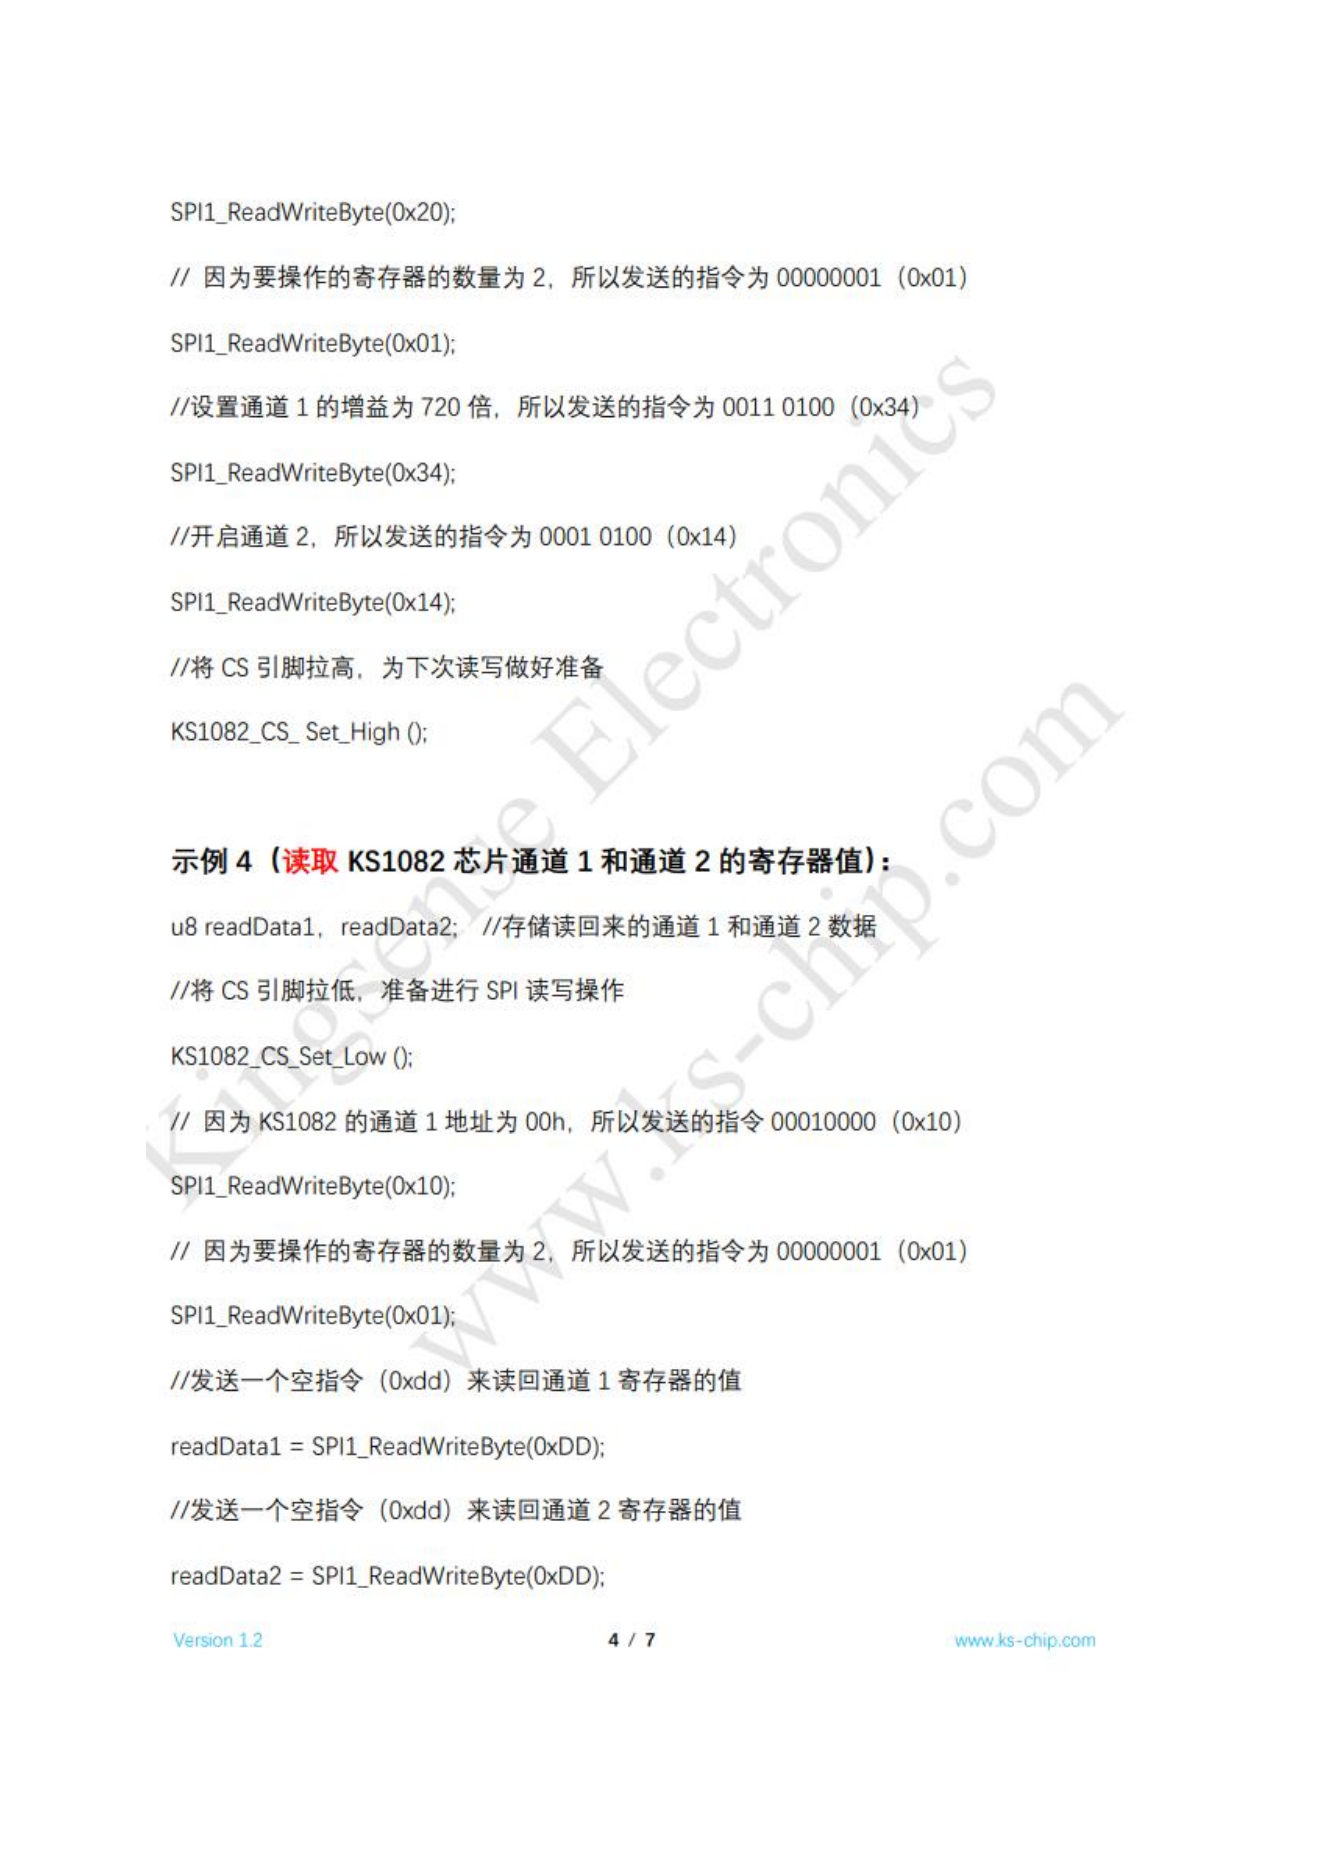 SPI1_ReadWriteByte(0x20);
// 因为要操作的寄存器的数量为 2，所以发送的指令为 00000001（0x01）
SPI1_ReadWriteByte(0x01);
//设置通道 1 的增益为 720 倍，所以发送的指令为 0011 0100（0x34）
SPI1_ReadWriteByte(0x34);
//开启通道 2，所以发送的指令为 0001 0100（0x14）
SPI1_ReadWriteByte(0x14);
//将 CS 引脚拉高，为下次读写做好准备
KS1082_CS_ Set_High ();
示例 4（读取 KS1082 芯片通道 1 和通道 2 的寄存器值）：
u8 readData1，readData2; //存储读回来的通道 1 和通道 2 数据
//将 CS 引脚拉低，准备进行 SPI 读写操作
KS1082_CS_Set_Low ();
// 因为 KS1082 的通道 1 地址为 00h，所以发送的指令 00010000（0x10）
SPI1_ReadWriteByte(0x10);
// 因为要操作的寄存器的数量为 2，所以发送的指令为 00000001（0x01）
SPI1_ReadWriteByte(0x01);
//发送一个空指令（0xdd）来读回通道 1 寄存器的值
readData1 = SPI1_ReadWriteByte(0xDD);
//发送一个空指令（0xdd）来读回通道 2 寄存器的值
readData2 = SPI1_ReadWriteByte(0xDD);
Version 1.2 4 / 7 www.ks-chip.com
Kingsense Electronics
www.ks-chip.com